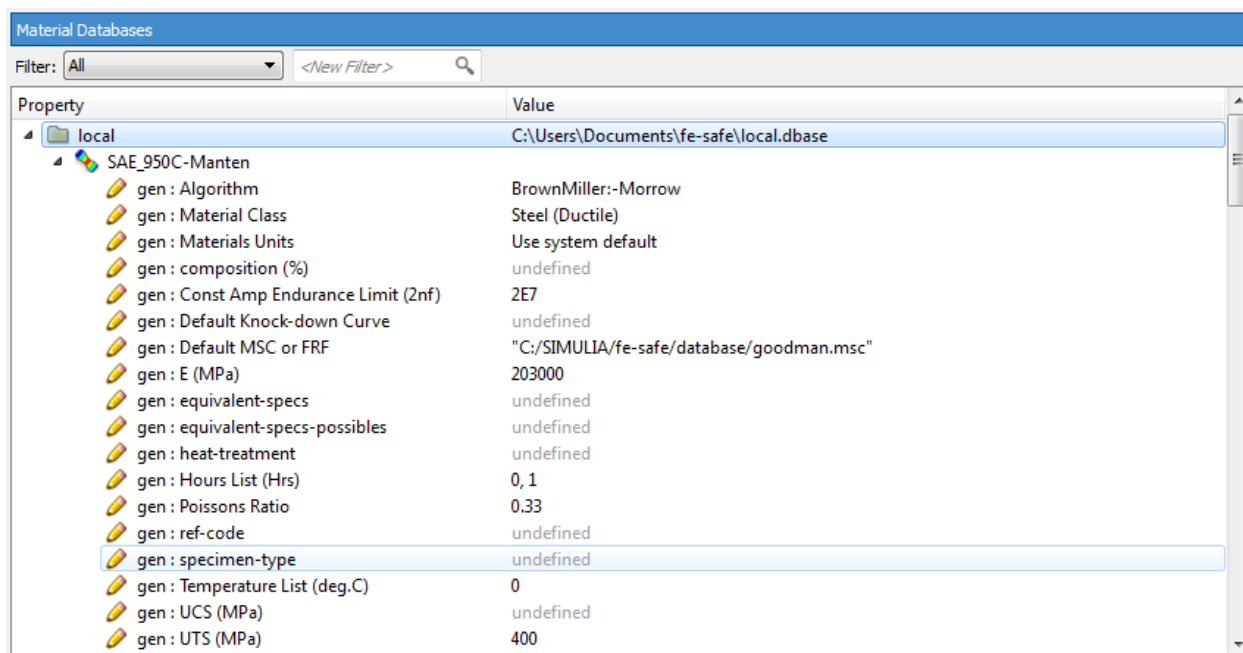 Material Databases
Filter: All <New Filter>
Property Value
local C:\Users\Documents\fe-safe\local.dbase
SAE_950C-Manten
gen : Algorithm BrownMiller:-Morrow
gen : Material Class Steel (Ductile)
gen : Materials Units Use system default
gen : composition (%) undefined
gen : Const Amp Endurance Limit (2nf) 2E7
gen : Default Knock-down Curve undefined
gen : Default MSC or FRF "C:/SIMULIA/fe-safe/database/goodman.msc"
gen : E (MPa) 203000
gen : equivalent-specs undefined
gen : equivalent-specs-possibles undefined
gen : heat-treatment undefined
gen : Hours List (Hrs) 0, 1
gen : Poissons Ratio 0.33
gen : ref-code undefined
gen : specimen-type undefined
gen : Temperature List (deg.C) 0
gen : UCS (MPa) undefined
gen : UTS (MPa) 400